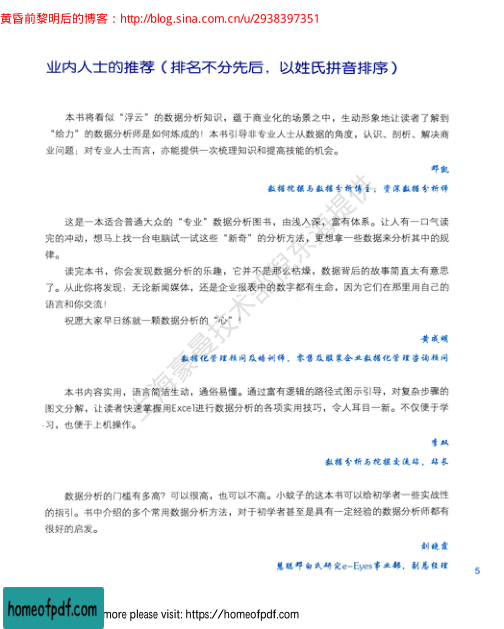 黄昏前黎明后的博客：http://blog.sina.com.cn/u/2938397351
业内人士的推荐（排名不分先后，以姓氏拼音排序）
本书将看似“浮云”的数据分析知识，蕴于商业化的场景之中，生动形象地让读者了解到
“给力”的数据分析师是如何炼成的！本书引导非专业人士从数据的角度，认识、剖析、解决商
业问题；对专业人士而言，亦能提供一次梳理知识和提高技能的机会。
邓凯
数据挖掘与数据分析博主，资深数据分析师
这是一本适合普通大众的“专业”数据分析图书，由浅入深，富有体系。让人有一口气读
完的冲动，想马上找一台电脑试一试这些“新奇”的分析方法，更想拿一些数据来分析其中的规
律。
读完本书，你会发现数据分析的乐趣，它并不是那么枯燥，数据背后的故事简直太有意思
了。从此你将发现：无论新闻媒体，还是企业报表中的数字都有生命，因为它们在那里用自己的
语言和你交流！
祝愿大家早日练就一颗数据分析的“心”！
黄成明
数据化管理顾问及培训师，零售及服装企业数据化管理咨询顾问
本书内容实用，语言简洁生动，通俗易懂。通过富有逻辑的路径式图示引导，对复杂步骤的
图文分解，让读者快速掌握用Excel进行数据分析的各项实用技巧，令人耳目一新。不仅便于学
习，也便于上机操作。
李双
数据分析与挖掘交流站，站长
数据分析的门槛有多高？可以很高，也可以不高。小蚊子的这本书可以给初学者一些实战性
的指引。书中介绍的多个常用数据分析方法，对于初学者甚至是具有一定经验的数据分析师都有
很好的启发。
刘晓霞
慧聪邓白氏研究e-Eyes事业部，副总经理
5
上海豪曼技术部倪东海提供
homeofpdf.com
more please visit: https://homeofpdf.com